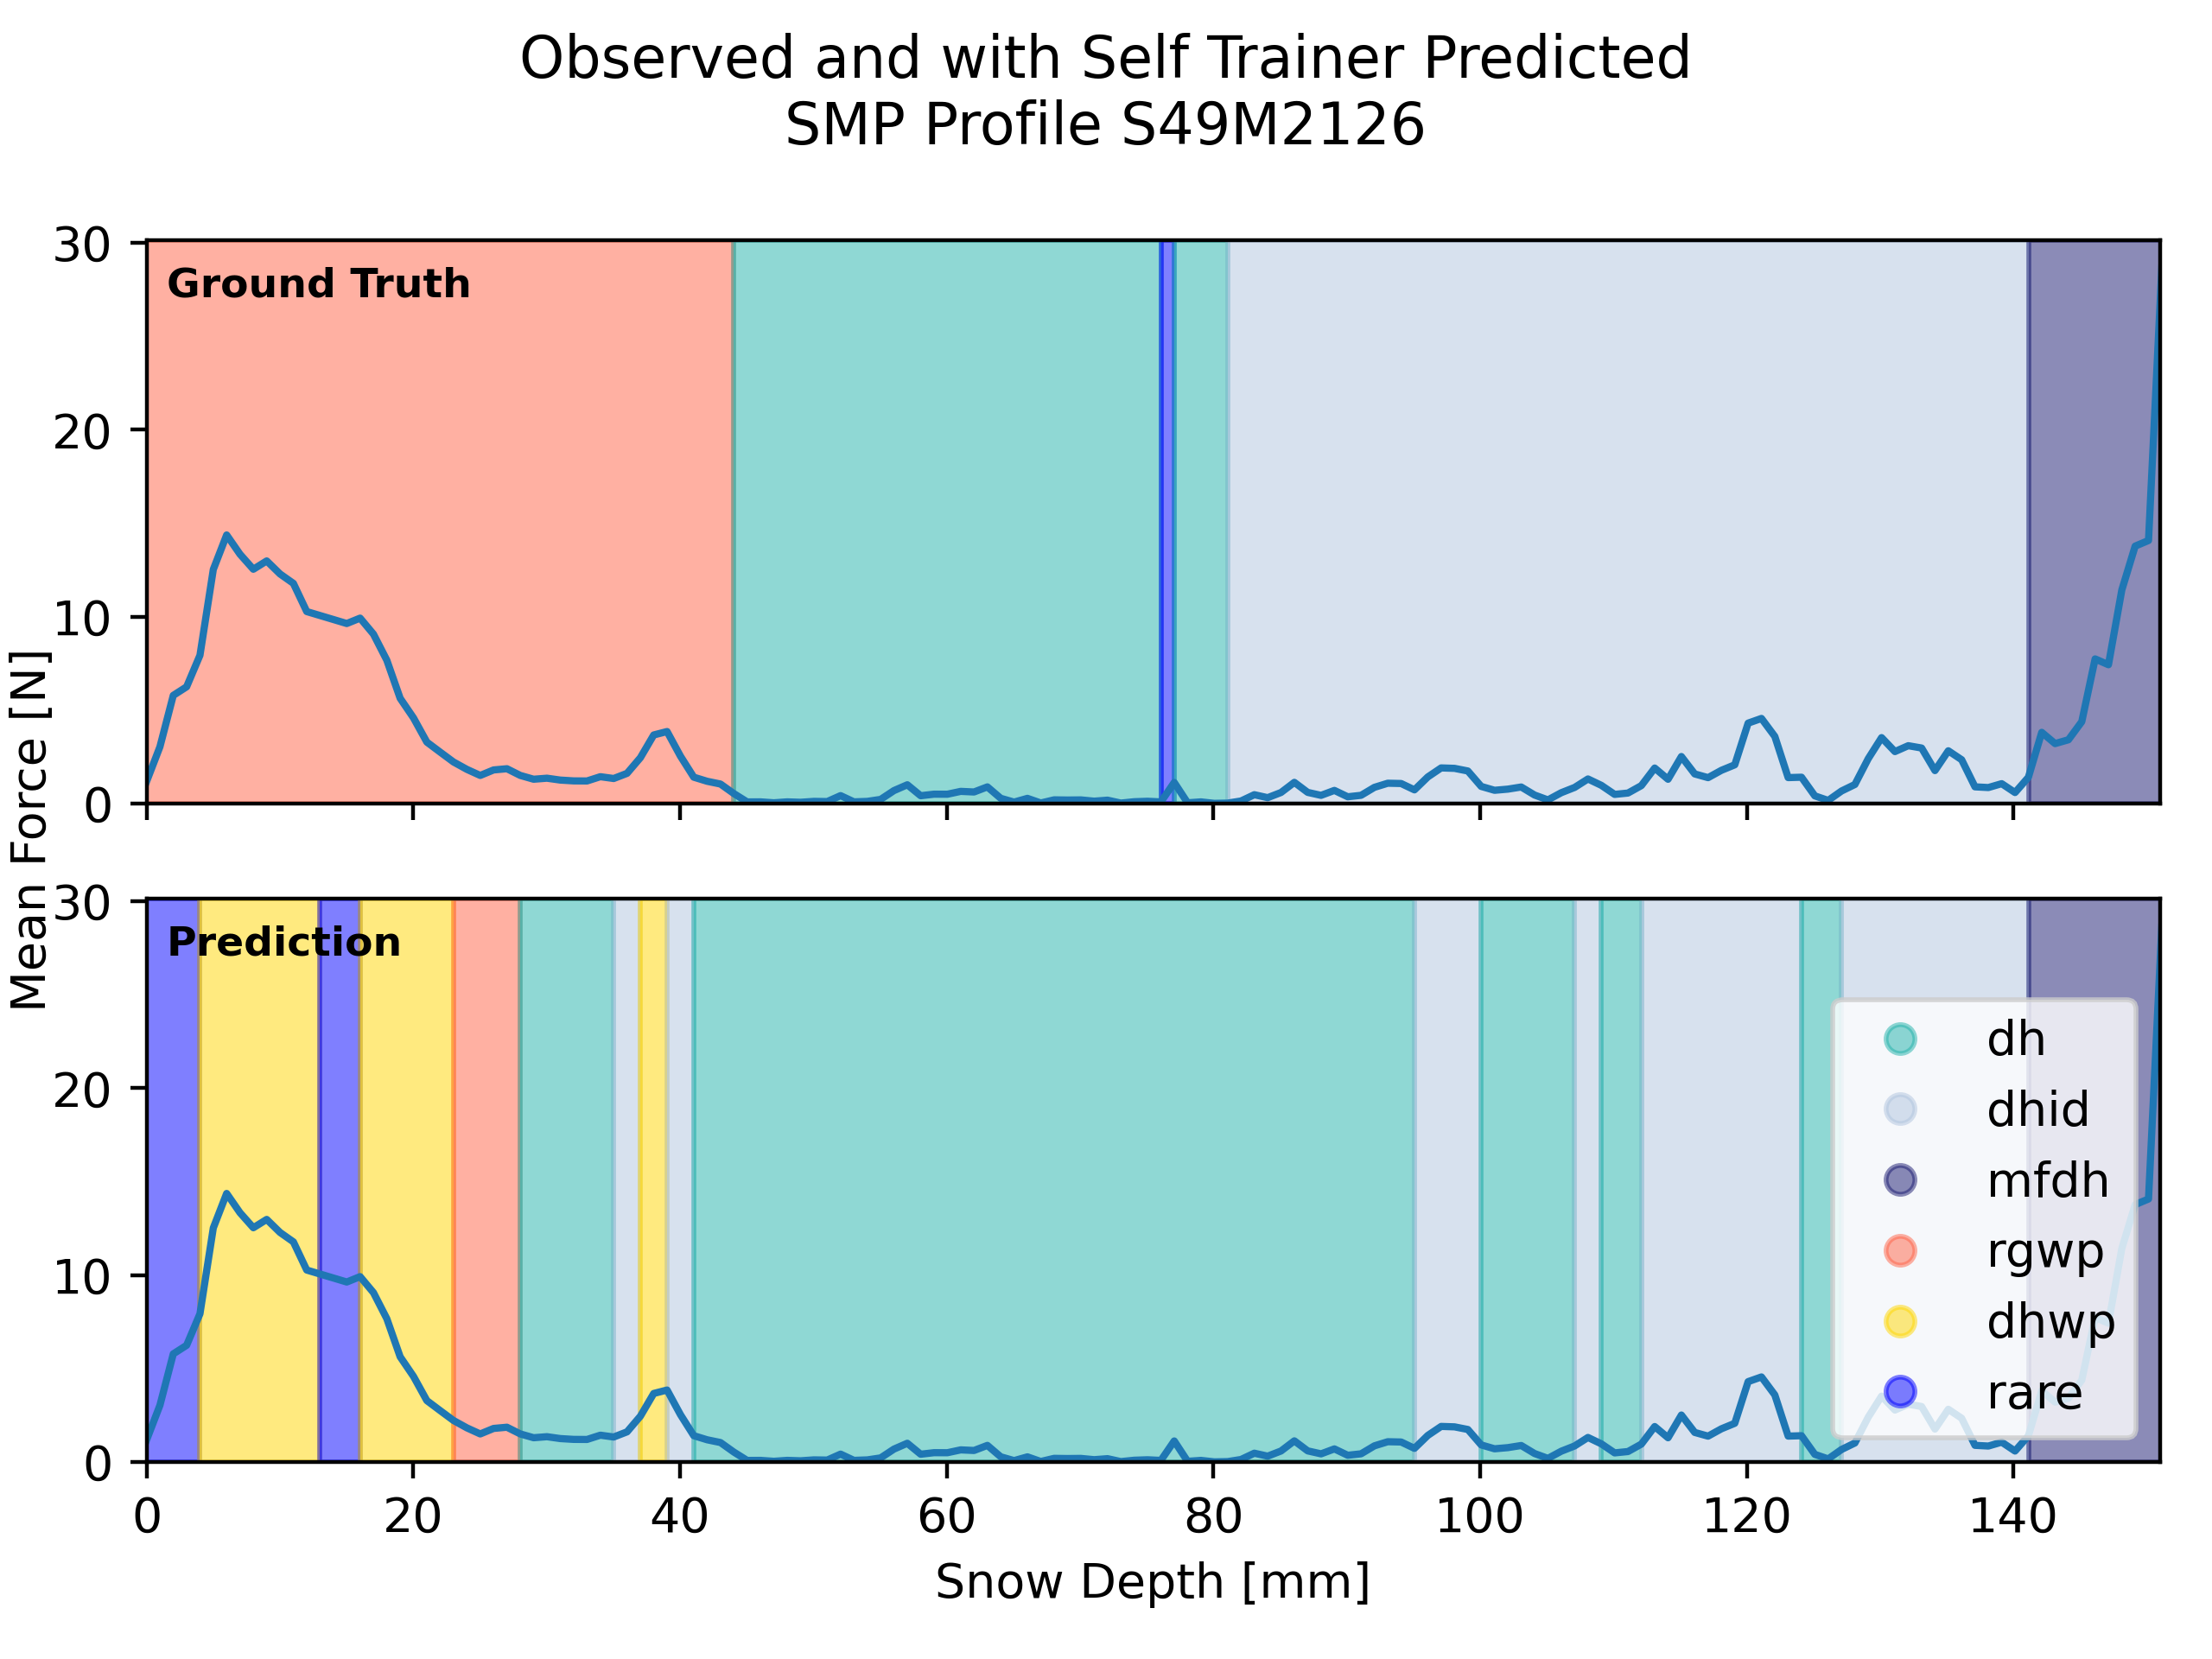 Observed and with Self Trainer Predicted
SMP Profile S49M2126
Mean Force [N]
30
20
10
0
Ground Truth
30
20
10
0
Prediction
dh
dhid
mfdh
rgwp
dhwp
rare
0 20 40 60 80 100 120 140
Snow Depth [mm]